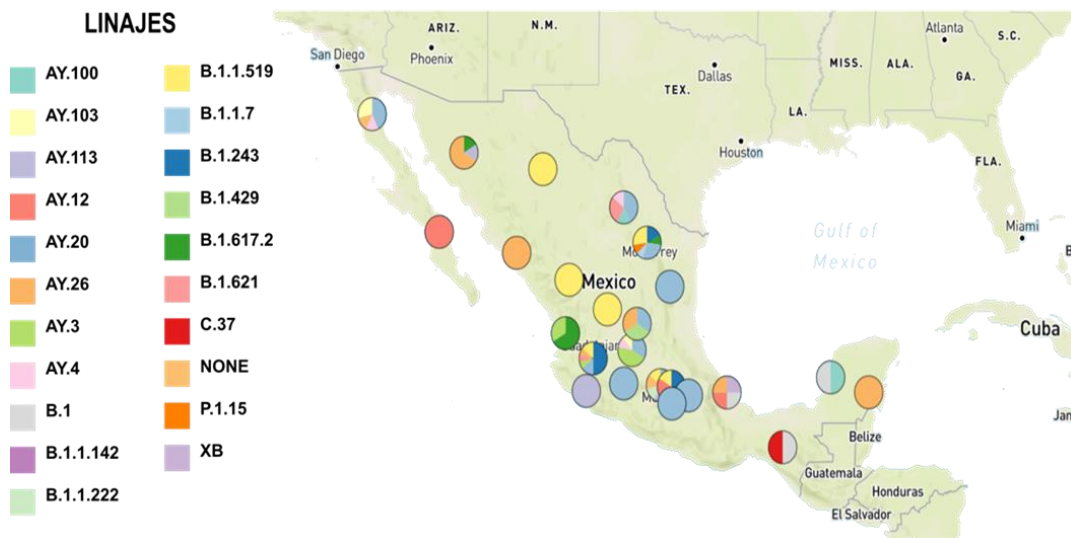 LINAJES
AY.100
AY.103
AY.113
AY.12
AY.20
AY.26
AY.3
AY.4
B.1
B.1.1.142
B.1.1.222
B.1.1.519
B.1.1.7
B.1.243
B.1.429
B.1.617.2
B.1.621
C.37
NONE
P.1.15
XB
ARIZ.
N.M.
Atlanta
S.C.
San Diego
Phoenix
MISS.
ALA.
GA.
Dallas
TEX.
LA.
Houston
FLA.
Miami
Gulf of
Mexico
Mexico
Cuba
Belize
Guatemala
Honduras
El Salvador